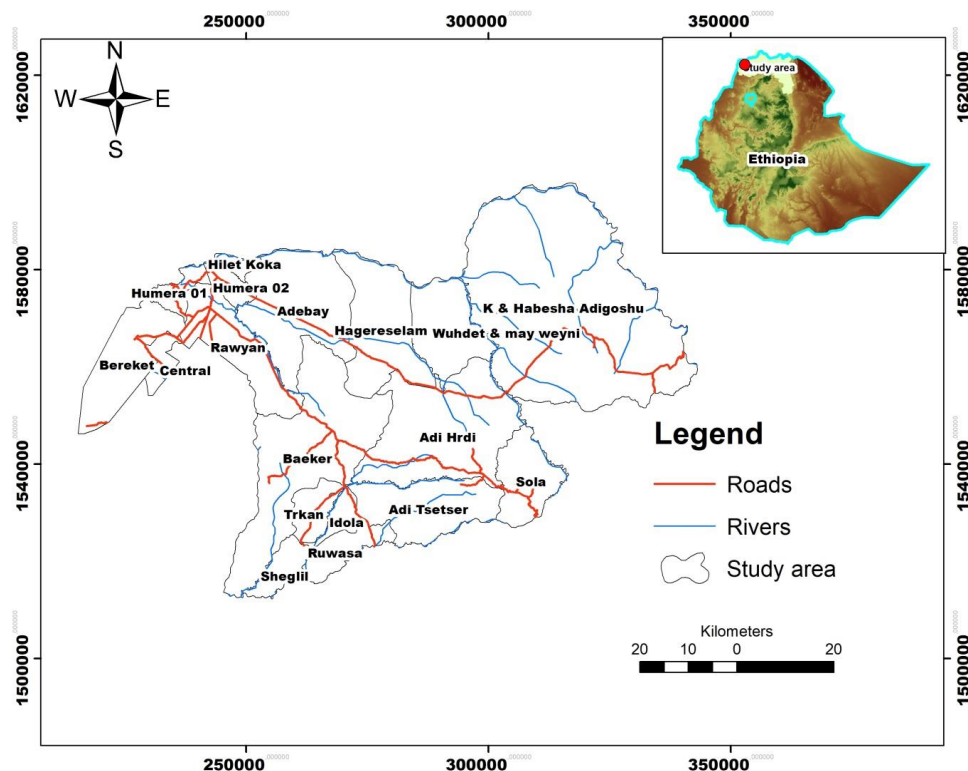 250000
300000
350000
1620000
1620000
N
W
E
S
Study area
Ethiopia
1580000
1580000
Hilet Koka
Humera 01
Humera 02
Adebay
K & Habesha
Adigoshu
Hagereselam
Wuhdet & may weyni
Rawyan
Bereket
Central
Legend
Adi Hrdi
1540000
1540000
Baeker
Sola
Roads
Trkan
Idola
Adi Tsetser
Rivers
Ruwasa
Sheglil
Study area
Kilometers
20
10
0
20
1500000
1500000
250000
300000
350000